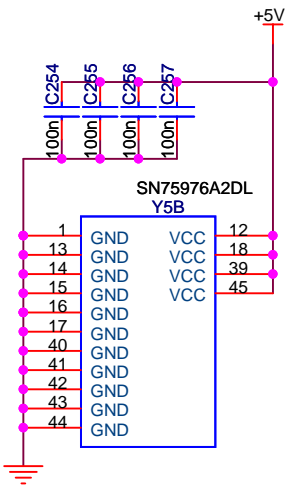 +5V
C254
C255
C256
C257
100n
100n
100n
100n
SN75976A2DL
Y5B
1 GND VCC 12
13 GND VCC 18
14 GND VCC 39
15 GND VCC 45
16 GND
17 GND
40 GND
41 GND
42 GND
43 GND
44 GND